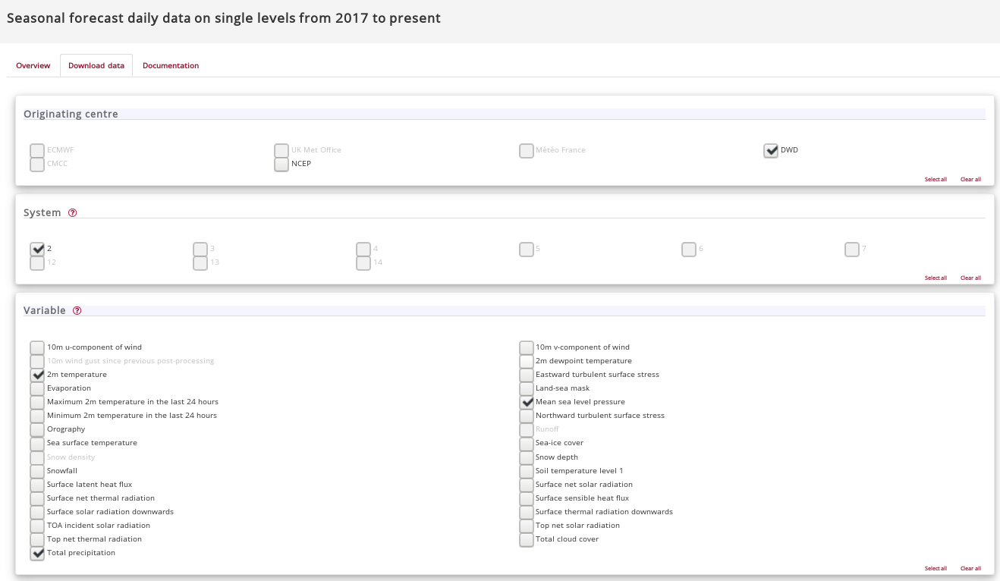 Seasonal forecast daily data on single levels from 2017 to present
Overview Download data Documentation
Originating centre
ECMWF UK Met Office Météo France DWD
CMCC NCEP
Select all Clear all
System ?
2 3 4 5 6 7
12 13 14
Select all Clear all
Variable ?
10m u-component of wind 10m v-component of wind
10m wind gust since previous post-processing 2m dewpoint temperature
2m temperature Eastward turbulent surface stress
Evaporation Land-sea mask
Maximum 2m temperature in the last 24 hours Mean sea level pressure
Minimum 2m temperature in the last 24 hours Northward turbulent surface stress
Orography Runoff
Sea surface temperature Sea-ice cover
Snow density Snow depth
Snowfall Soil temperature level 1
Surface latent heat flux Surface net solar radiation
Surface net thermal radiation Surface sensible heat flux
Surface solar radiation downwards Surface thermal radiation downwards
TOA incident solar radiation Top net solar radiation
Top net thermal radiation Total cloud cover
Total precipitation
Select all Clear all